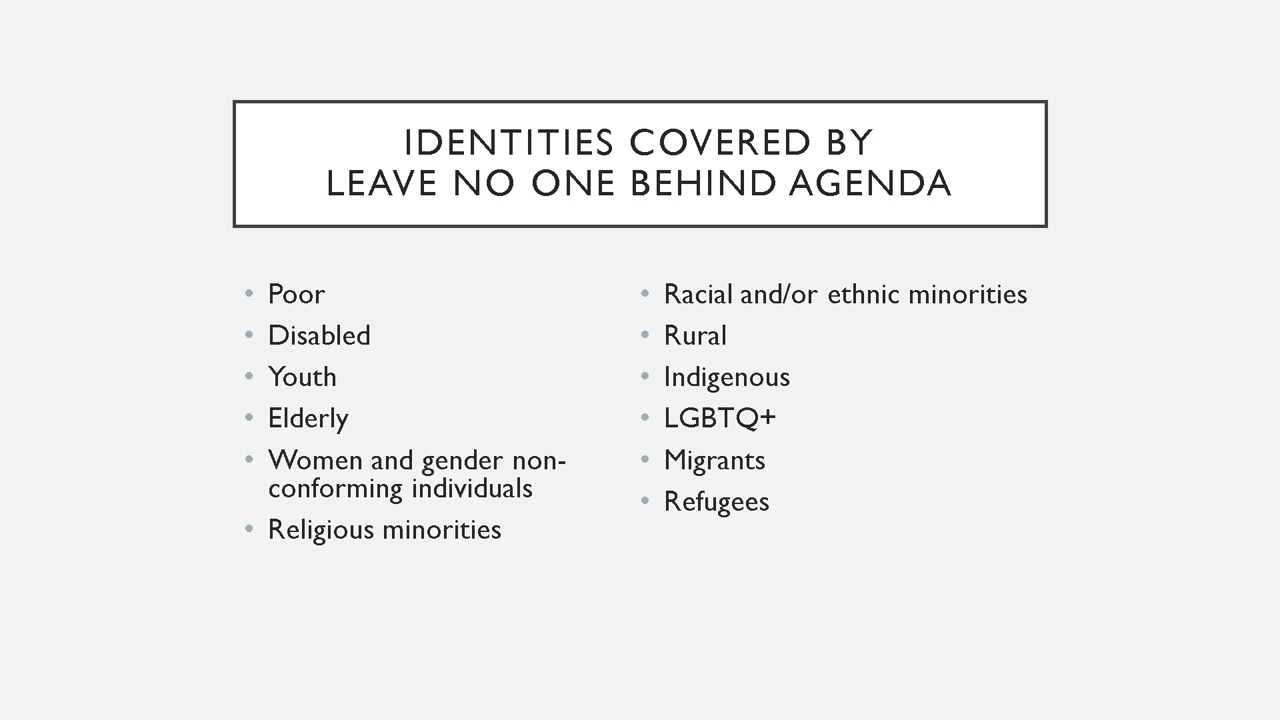 IDENTITIES COVERED BY
LEAVE NO ONE BEHIND AGENDA
• Poor
• Disabled
• Youth
• Elderly
• Women and gender non-
conforming individuals
• Religious minorities
• Racial and/or ethnic minorities
• Rural
• Indigenous
• LGBTQ+
• Migrants
• Refugees